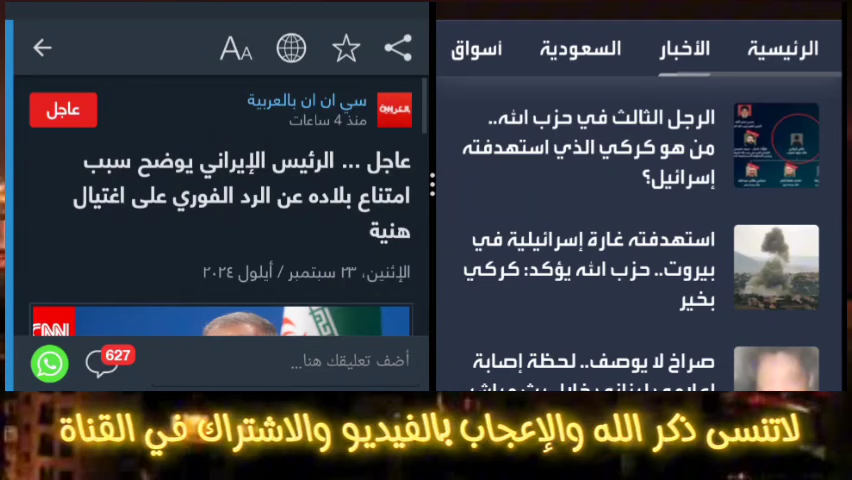 الرئيسية الأخبار السعودية أسواق
الرجل الثالث في حزب الله..
من هو كركي الذي استهدفته
إسرائيل؟
استهدفته غارة إسرائيلية في
بيروت.. حزب الله يؤكد: كركي
بخير
صراخ لا يوصف.. لحظة إصابة
AA
عاجل
سي ان ان بالعربية
منذ 4 ساعات
العربية
عاجل ... الرئيس الإيراني يوضح سبب
امتناع بلاده عن الرد الفوري على اغتيال
هنية
الإثنين، ٢٣ سبتمبر / أيلول ٢٠٢٤
CNN
أضف تعليقك هنا...
627
لاتنسى ذكر الله والإعجاب بالفيديو والاشتراك في القناة